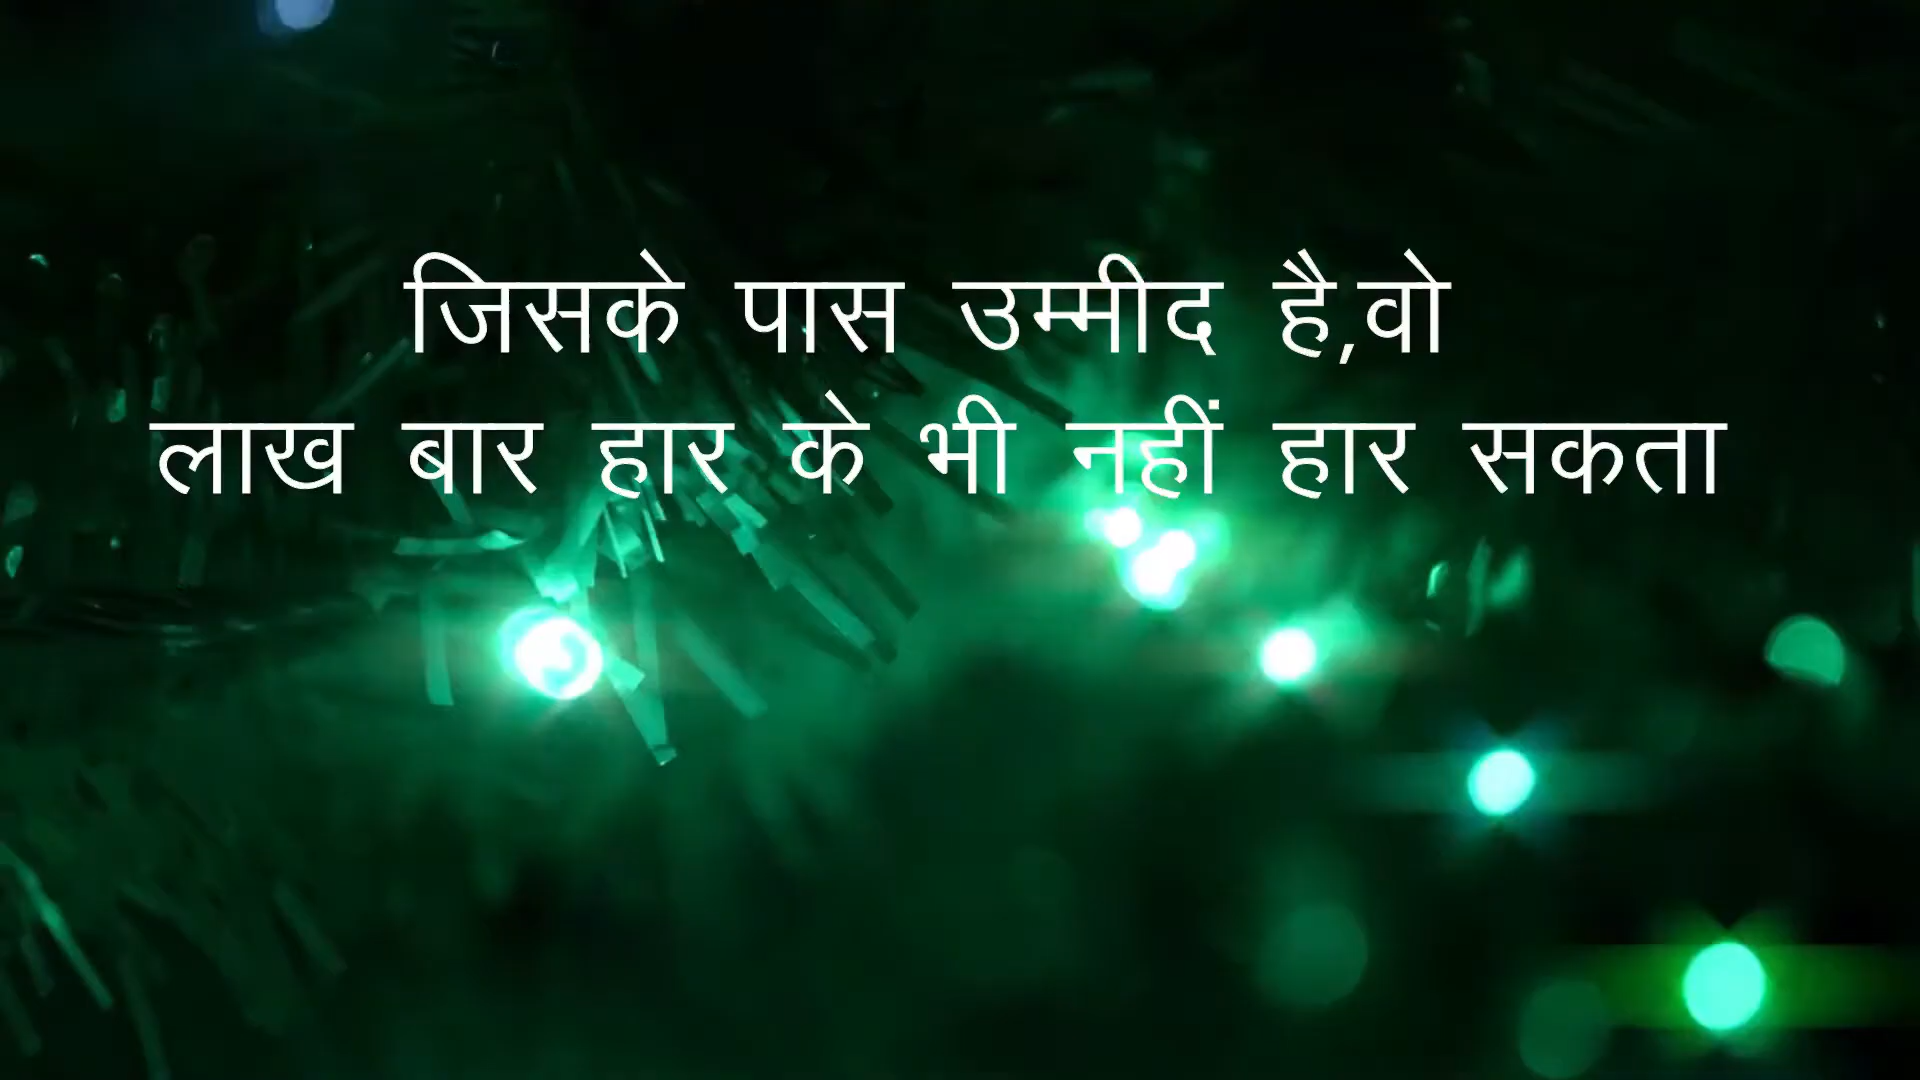 जिसके पास उम्मीद है,वो
लाख बार हार के भी नहीं हार सकता